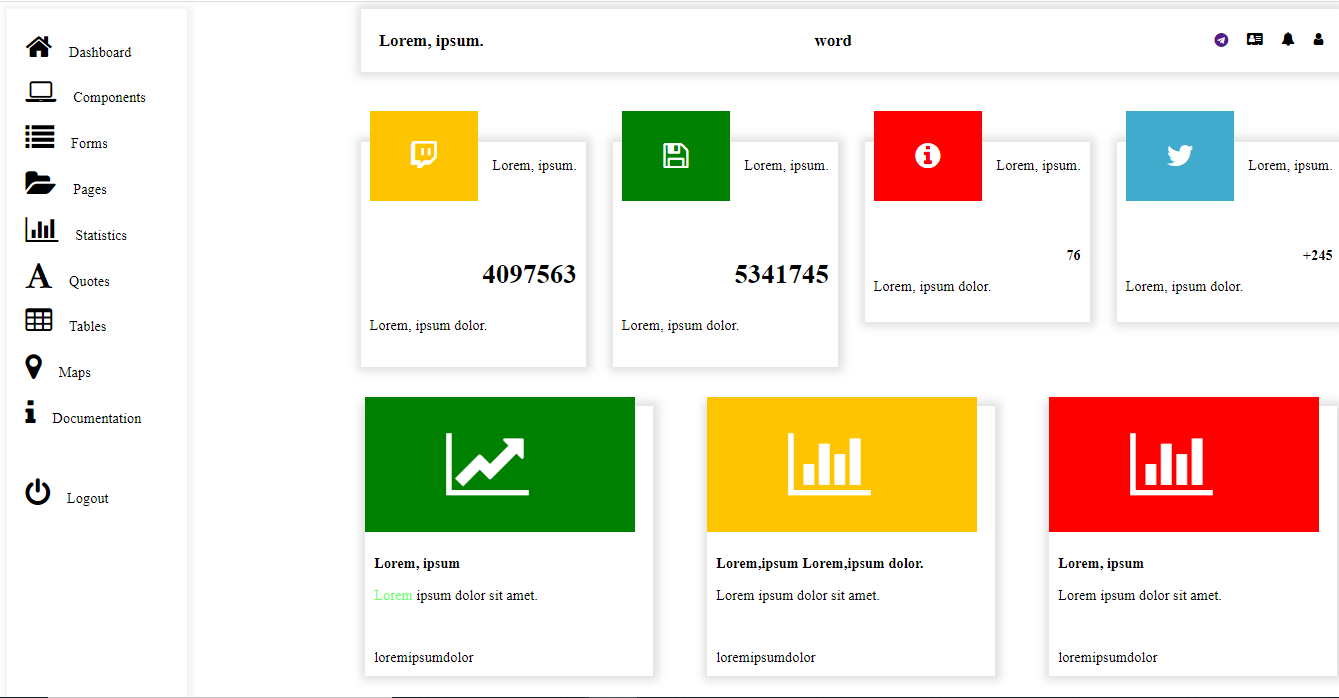 Dashboard
Components
Forms
Pages
Statistics
Quotes
Tables
Maps
Documentation
Logout
Lorem, ipsum.
word
Lorem, ipsum.
4097563
Lorem, ipsum dolor.
Lorem, ipsum.
5341745
Lorem, ipsum dolor.
Lorem, ipsum.
76
Lorem, ipsum dolor.
Lorem, ipsum.
+245
Lorem, ipsum dolor.
Lorem, ipsum
Lorem ipsum dolor sit amet.
loremipsumdolor
Lorem,ipsum Lorem,ipsum dolor.
Lorem ipsum dolor sit amet.
loremipsumdolor
Lorem, ipsum
Lorem ipsum dolor sit amet.
loremipsumdolor